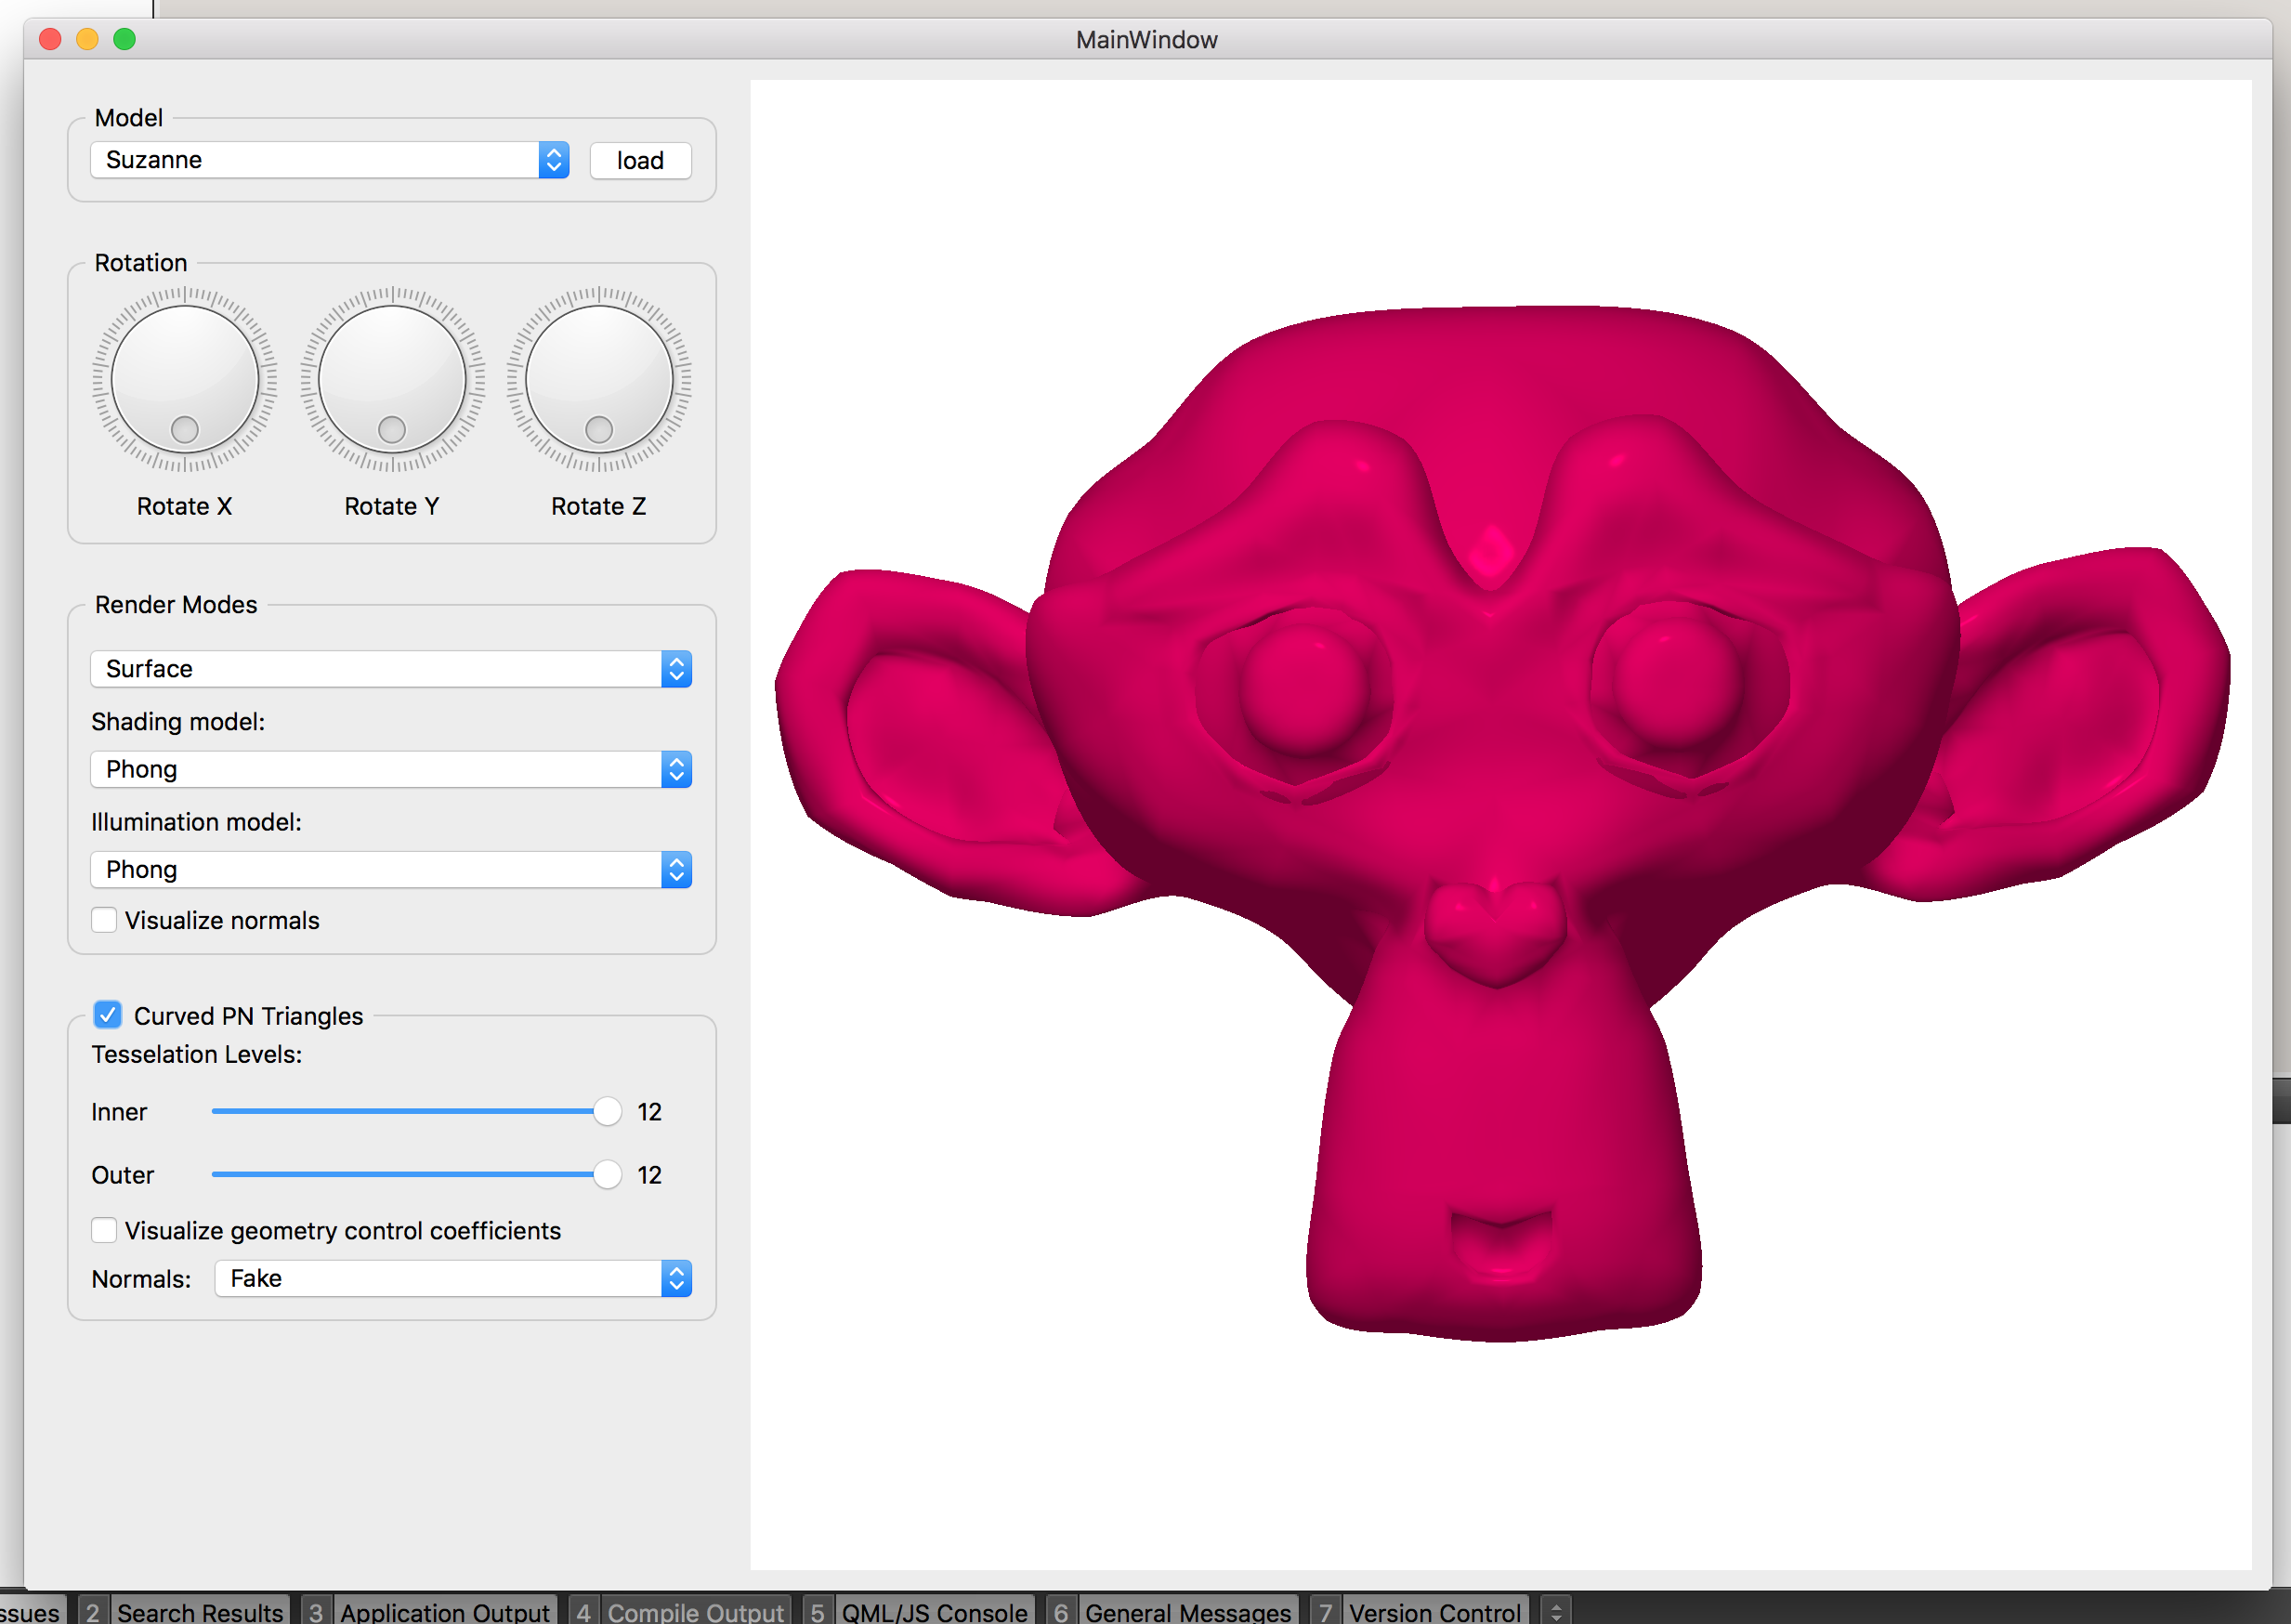 MainWindow
Model
Suzanne
load
Rotation
Rotate X Rotate Y Rotate Z
Render Modes
Surface
Shading model:
Phong
Illumination model:
Phong
Visualize normals
Curved PN Triangles
Tesselation Levels:
Inner 12
Outer 12
Visualize geometry control coefficients
Normals: Fake
ssues 2 Search Results 3 Application Output 4 Compile Output 5 QML/JS Console 6 General Messages 7 Version Control